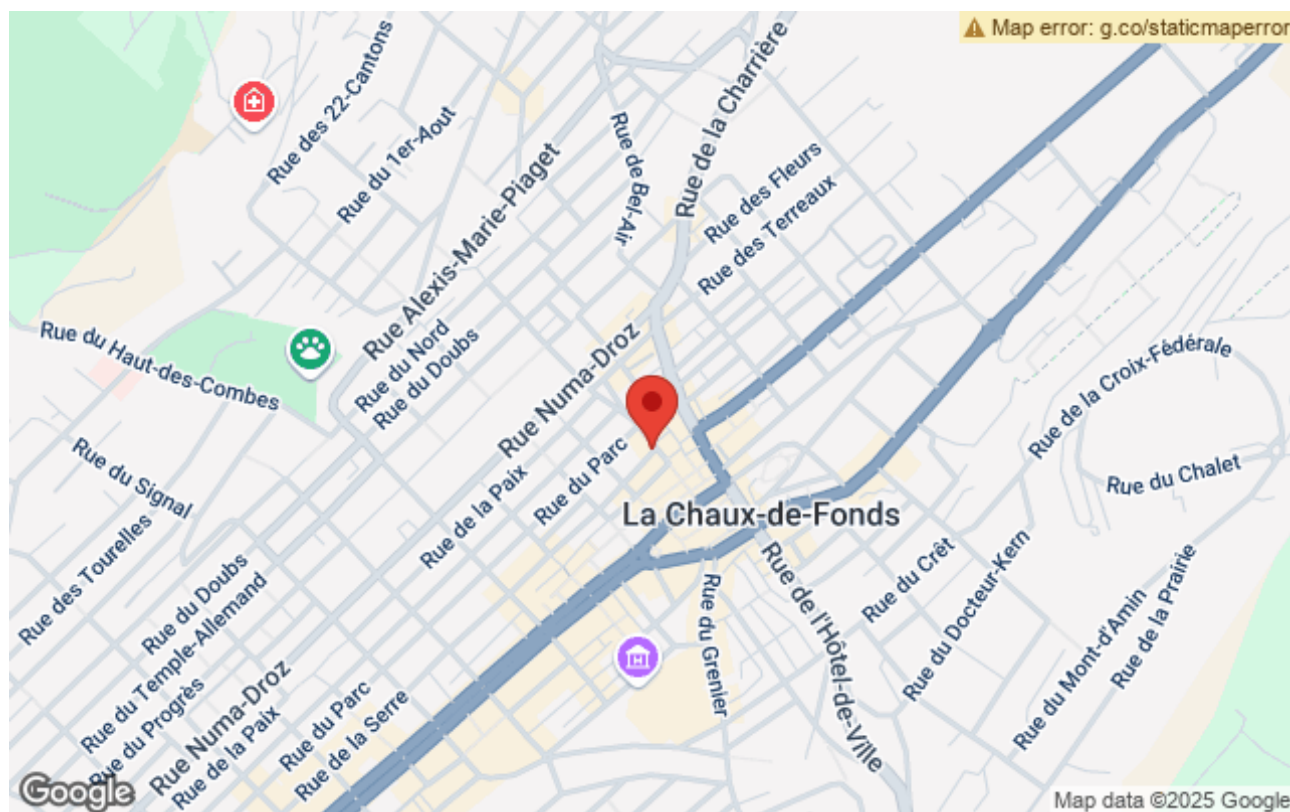 Map error: g.co/staticmaperror
Rue des 22-Cantons
Rue du 1er-Aout
Rue Alexis-Marie-Piaget
Rue de Bel-Air
Rue de la Charrière
Rue des Fleurs
Rue des Terreaux
Rue du Haut-des-Combes
Rue du Nord
Rue du Doubs
Rue Numa-Droz
Rue de la Croix-Fédérale
Rue du Chalet
Rue du Signal
Rue du Parc
Rue de la Paix
La Chaux-de-Fonds
Rue des Tourelles
Rue du Doubs
Rue du Temple-Allemand
Rue du Progrès
Rue Numa-Droz
Rue de la Paix
Rue du Parc
Rue de la Serre
Rue du Grenier
Rue de l'Hôtel-de-Ville
Rue du Crêt
Rue du Docteur-Kern
Rue du Mont-d'Amin
Rue de la Prairie
Google
Map data ©2025 Google